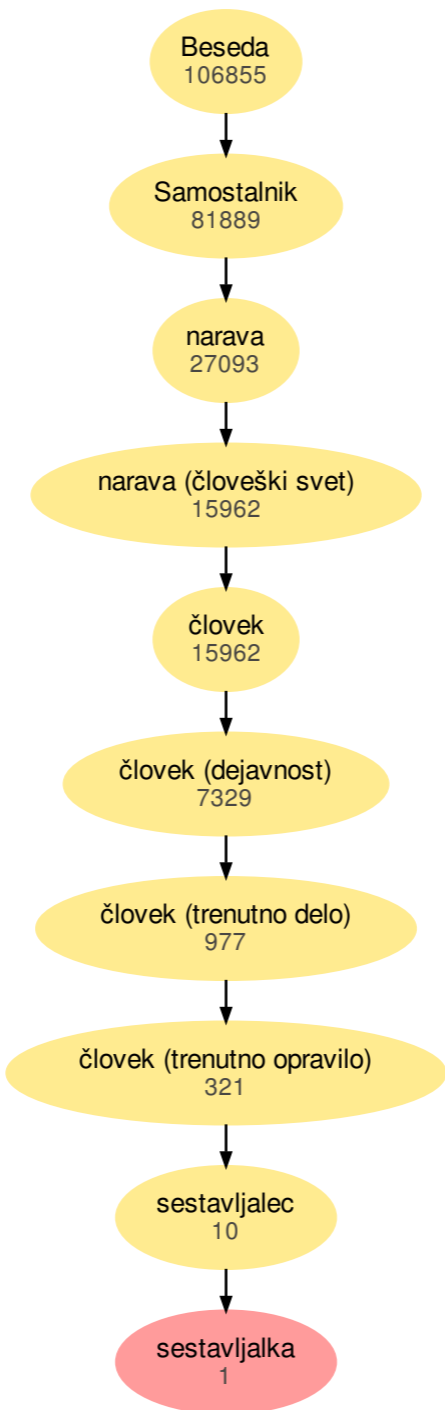 Beseda
106855
Samostalnik
81889
narava
27093
narava (človeški svet)
15962
človek
15962
človek (dejavnost)
7329
človek (trenutno delo)
977
človek (trenutno opravilo)
321
sestavljalec
10
sestavljalka
1